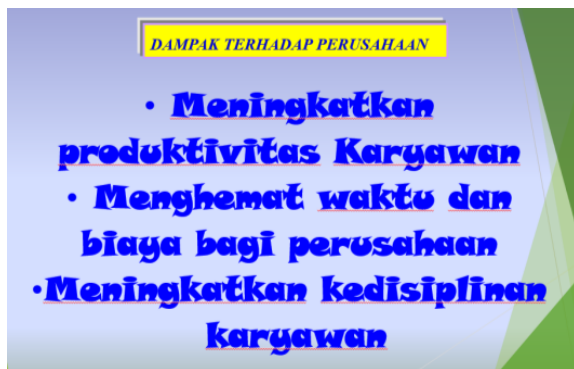 DAMPAK TERHADAP PERUSAHAAN
• Meningkatkan
produktivitas Karyawan
• Menghemat waktu dan
biaya bagi perusahaan
•Meningkatkan kedisiplinan
karyawan